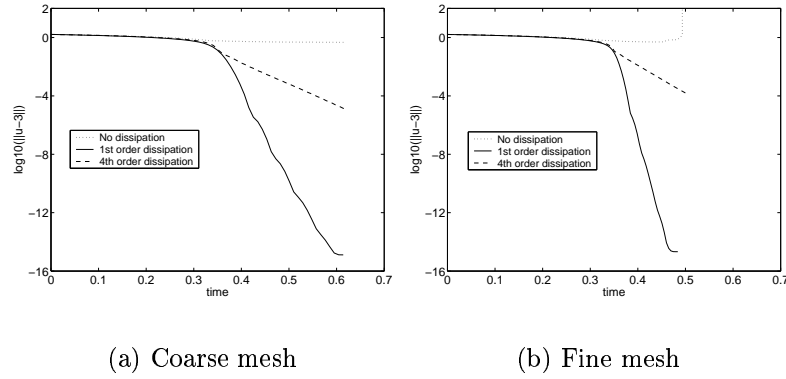 2
0
−4
−8
−12
−16
log10(||u−3||)
No dissipation
1st order dissipation
4th order dissipation
0 0.1 0.2 0.3 0.4 0.5 0.6 0.7
time
(a) Coarse mesh
2
0
−4
−8
−12
−16
log10(||u−3||)
No dissipation
1st order dissipation
4th order dissipation
0 0.1 0.2 0.3 0.4 0.5 0.6 0.7
time
(b) Fine mesh